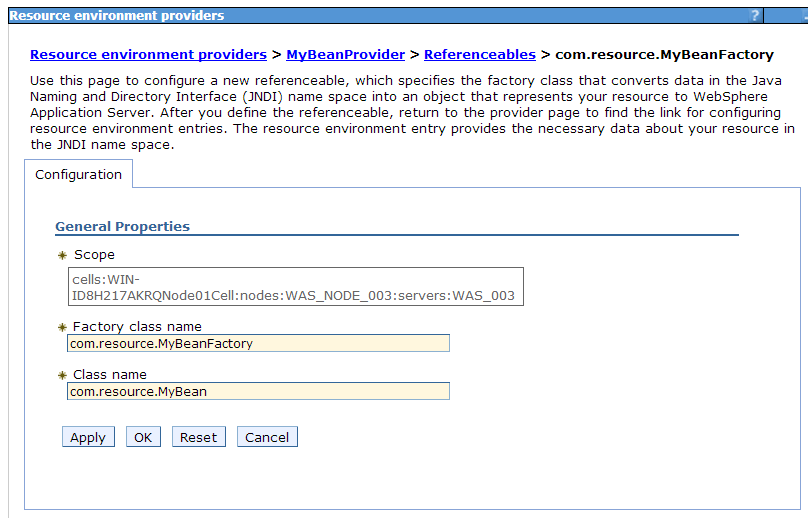 Resource environment providers ?
Resource environment providers > MyBeanProvider > Referenceables > com.resource.MyBeanFactory
Use this page to configure a new referenceable, which specifies the factory class that converts data in the Java
Naming and Directory Interface (JNDI) name space into an object that represents your resource to WebSphere
Application Server. After you define the referenceable, return to the provider page to find the link for configuring
resource environment entries. The resource environment entry provides the necessary data about your resource in
the JNDI name space.
Configuration
General Properties
Scope
cells:WIN-
ID8H217AKRQNode01Cell:nodes:WAS_NODE_003:servers:WAS_003
Factory class name
com.resource.MyBeanFactory
Class name
com.resource.MyBean
Apply OK Reset Cancel